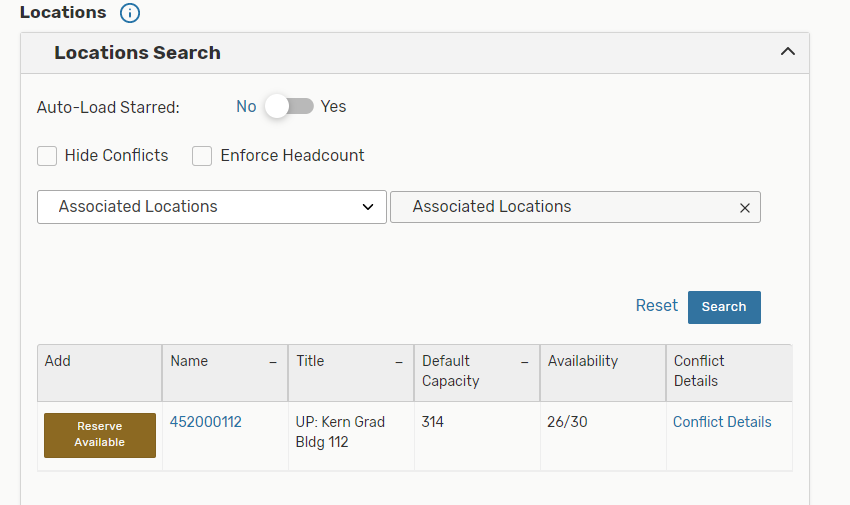 Locations
Locations Search
Auto-Load Starred: No Yes
Hide Conflicts Enforce Headcount
Associated Locations Associated Locations
Reset Search
Add Name – Title – Default – Availability Conflict
Capacity Details
Reserve 452000112 UP: Kern Grad 314 26/30 Conflict Details
Available Bldg 112